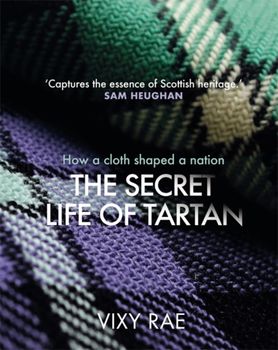 'Captures the essence of Scottish heritage.'
SAM HEUGHAN
How a cloth shaped a nation
THE SECRET
LIFE OF TARTAN
VIXY RAE